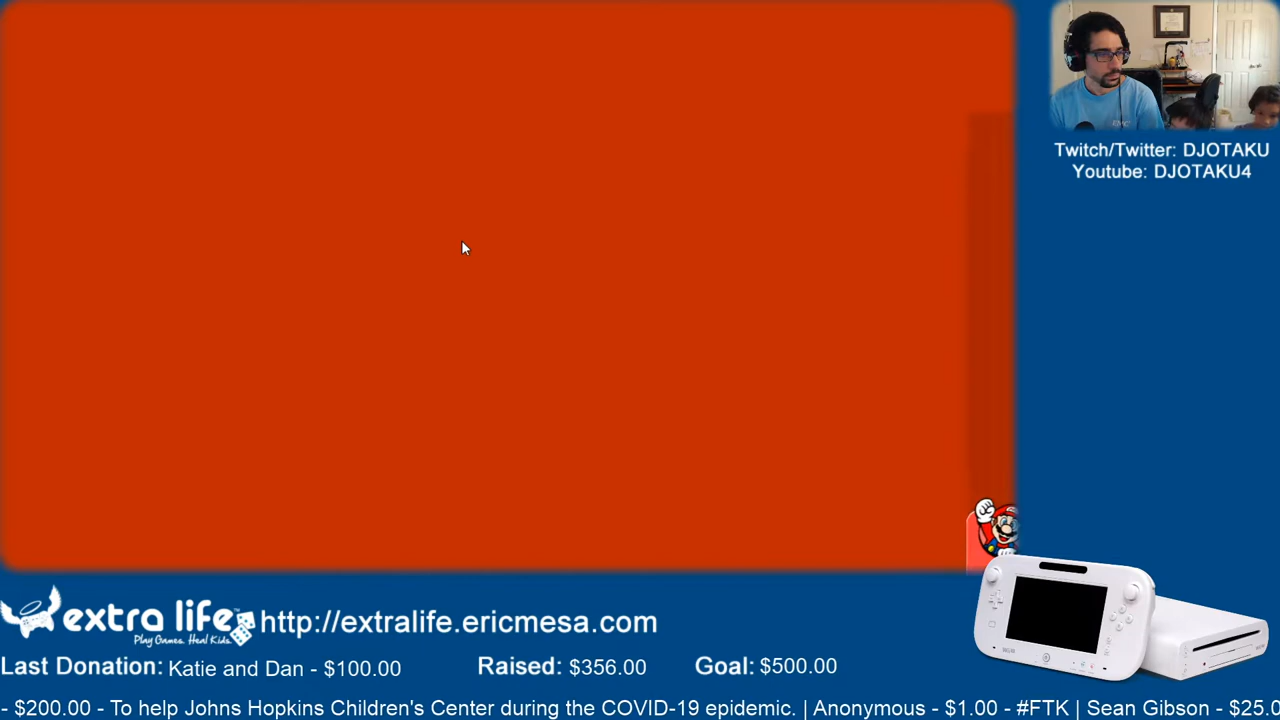 Twitch/Twitter: DJOTAKU
Youtube: DJOTAKU4
extra life
Play Games. Heal Kids.
http://extralife.ericmesa.com
Last Donation: Katie and Dan - $100.00 Raised: $356.00 Goal: $500.00
- $200.00 - To help Johns Hopkins Children's Center during the COVID-19 epidemic. | Anonymous - $1.00 - #FTK | Sean Gibson - $25.0